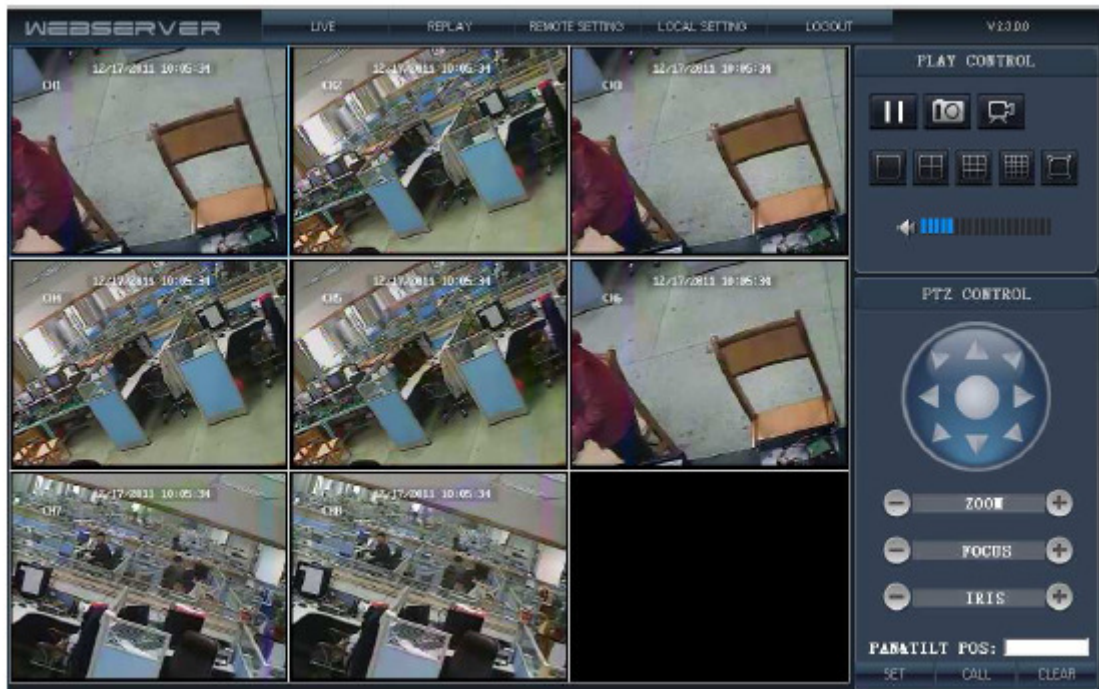 WEBSERVER LIVE REPLAY REMOTE SETTING LOCAL SETTING LOGOUT V 2.3.0.0
12/17/2011 10:05:34
CH1
12/17/2011 10:05:34
CH2
12/17/2011 10:05:34
CH3
12/17/2011 10:05:34
CH4
12/17/2011 10:05:34
CH5
12/17/2011 10:05:34
CH6
12/17/2011 10:05:34
CH7
12/17/2011 10:05:34
CH8
PLAY CONTROL
PTZ CONTROL
ZOOM
FOCUS
IRIS
PAN&TILT POS:
SET CALL CLEAR